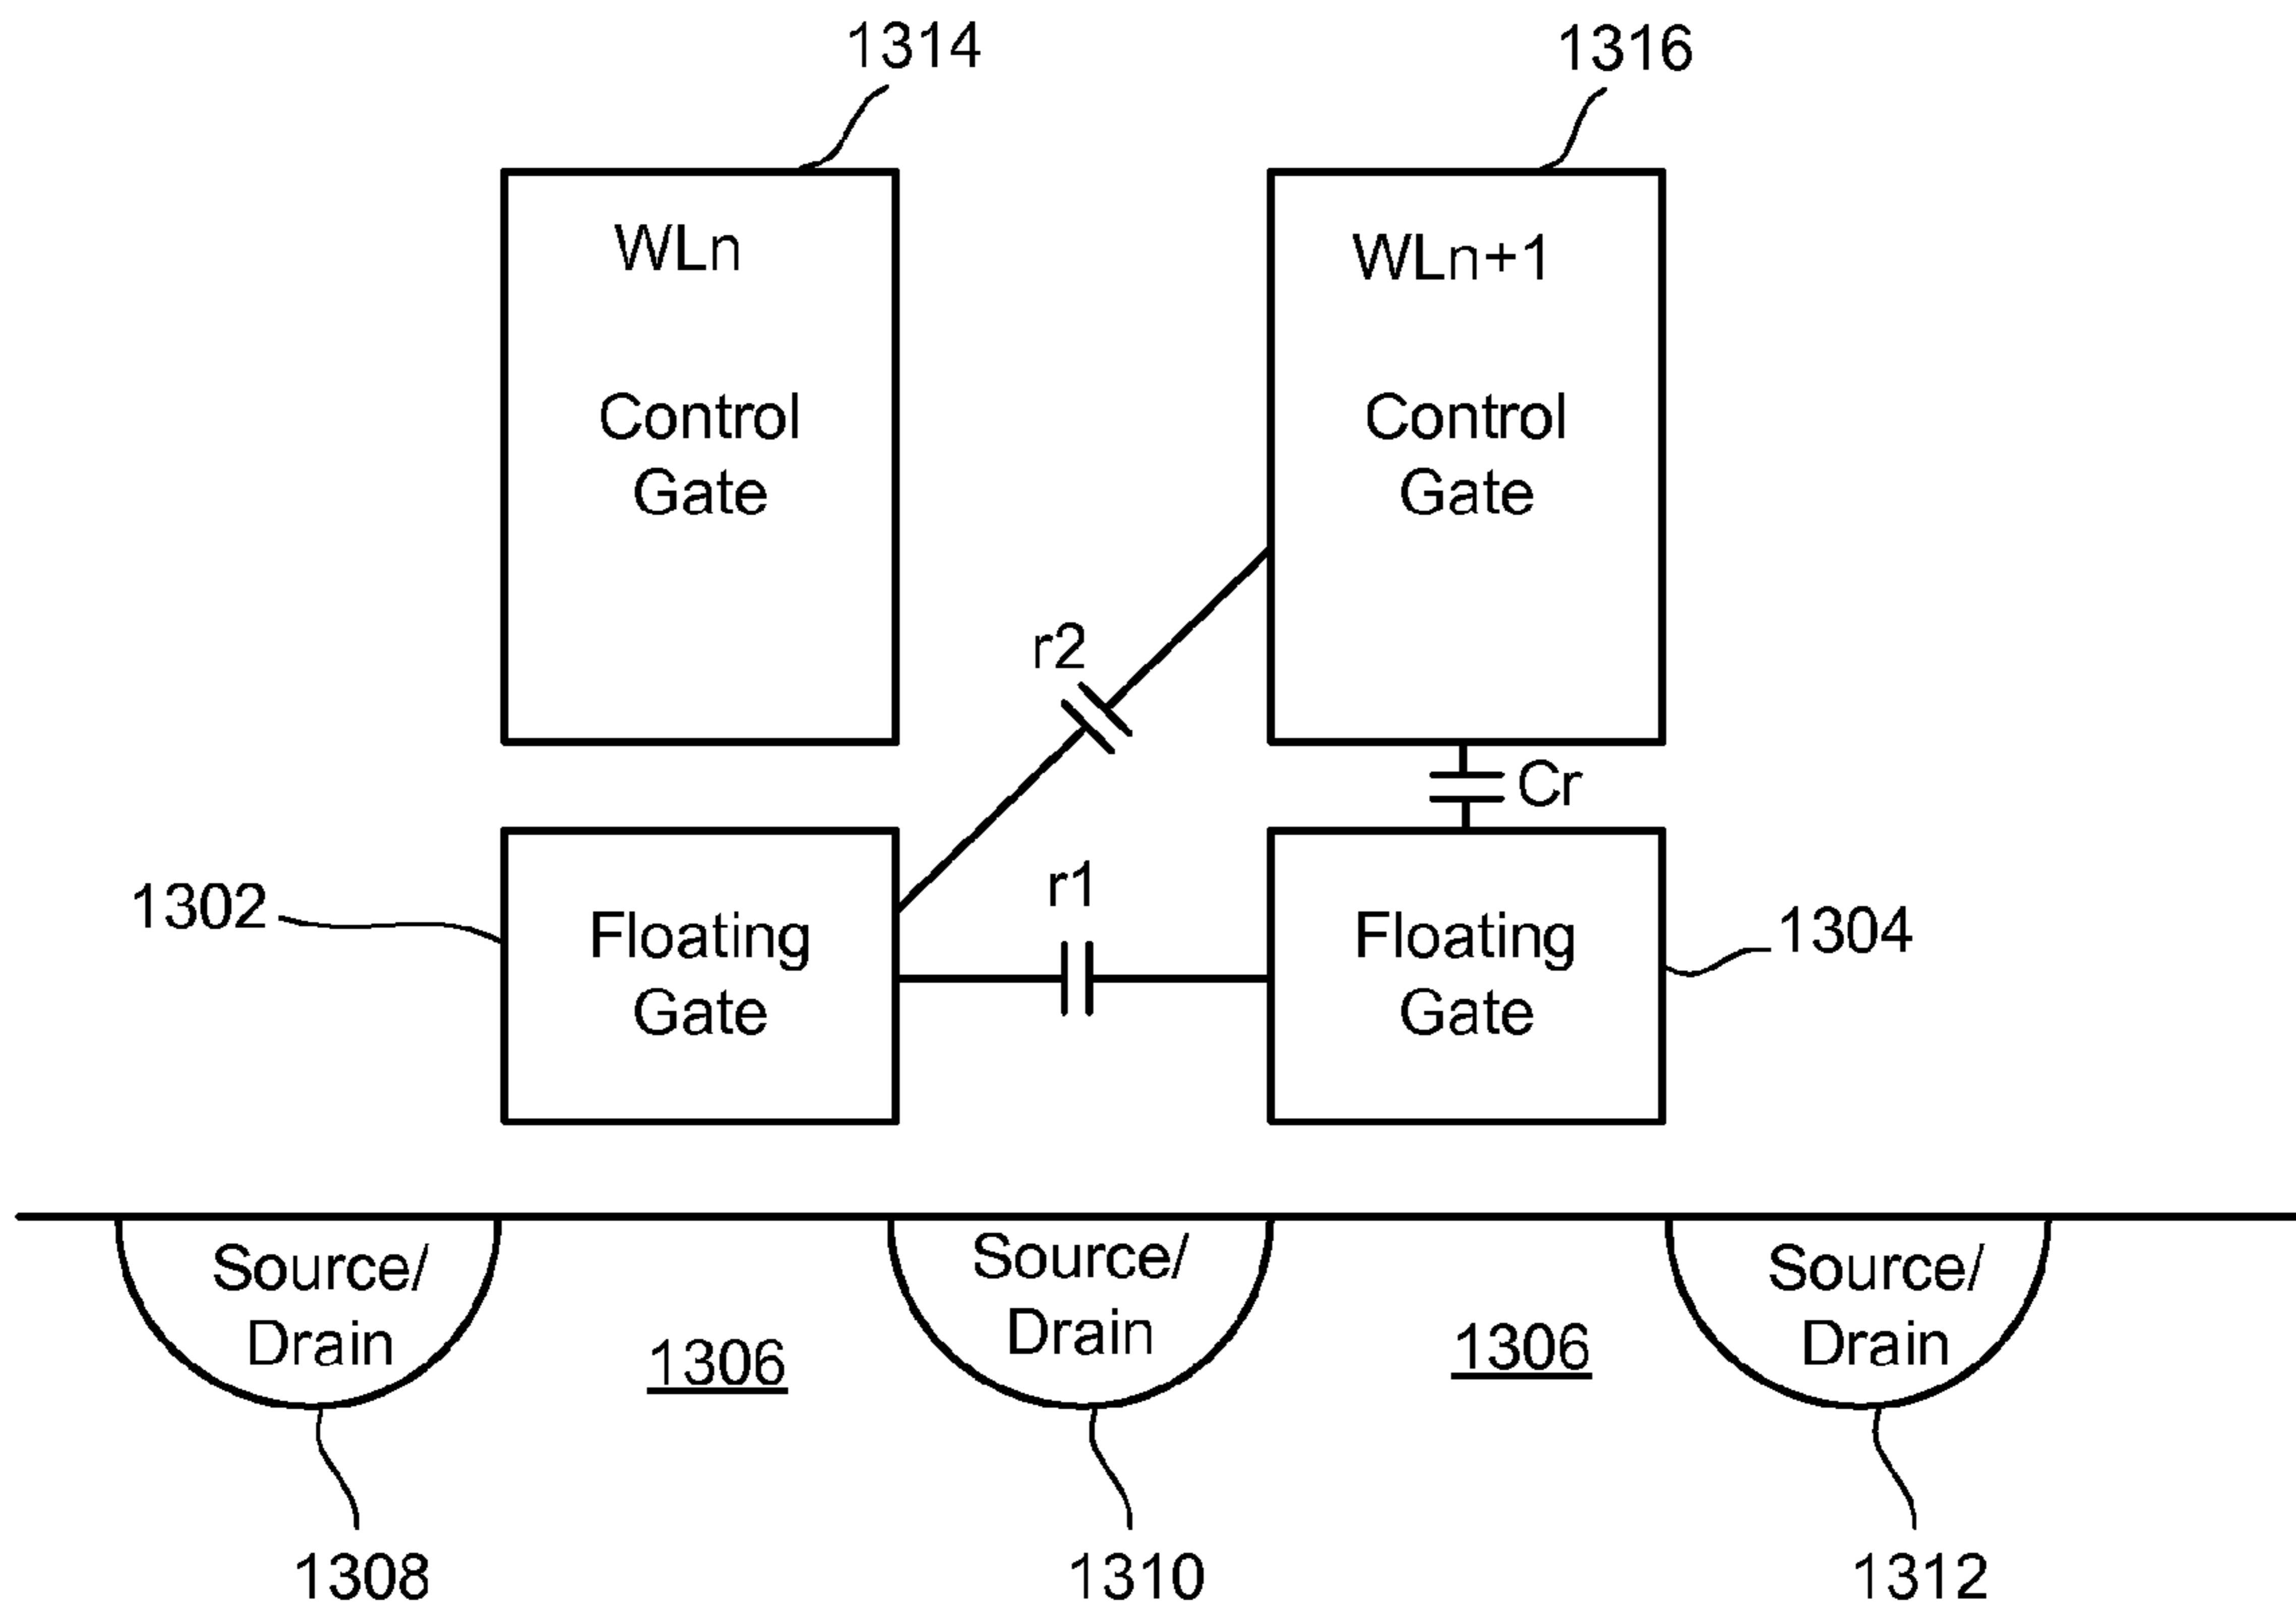 1314
1316
WLn
WLn+1
Control
Gate
Control
Gate
r2
Cr
1302
Floating
Gate
r1
Floating
Gate
1304
Source/
Drain
1306
Source/
Drain
1306
Source/
Drain
1308
1310
1312